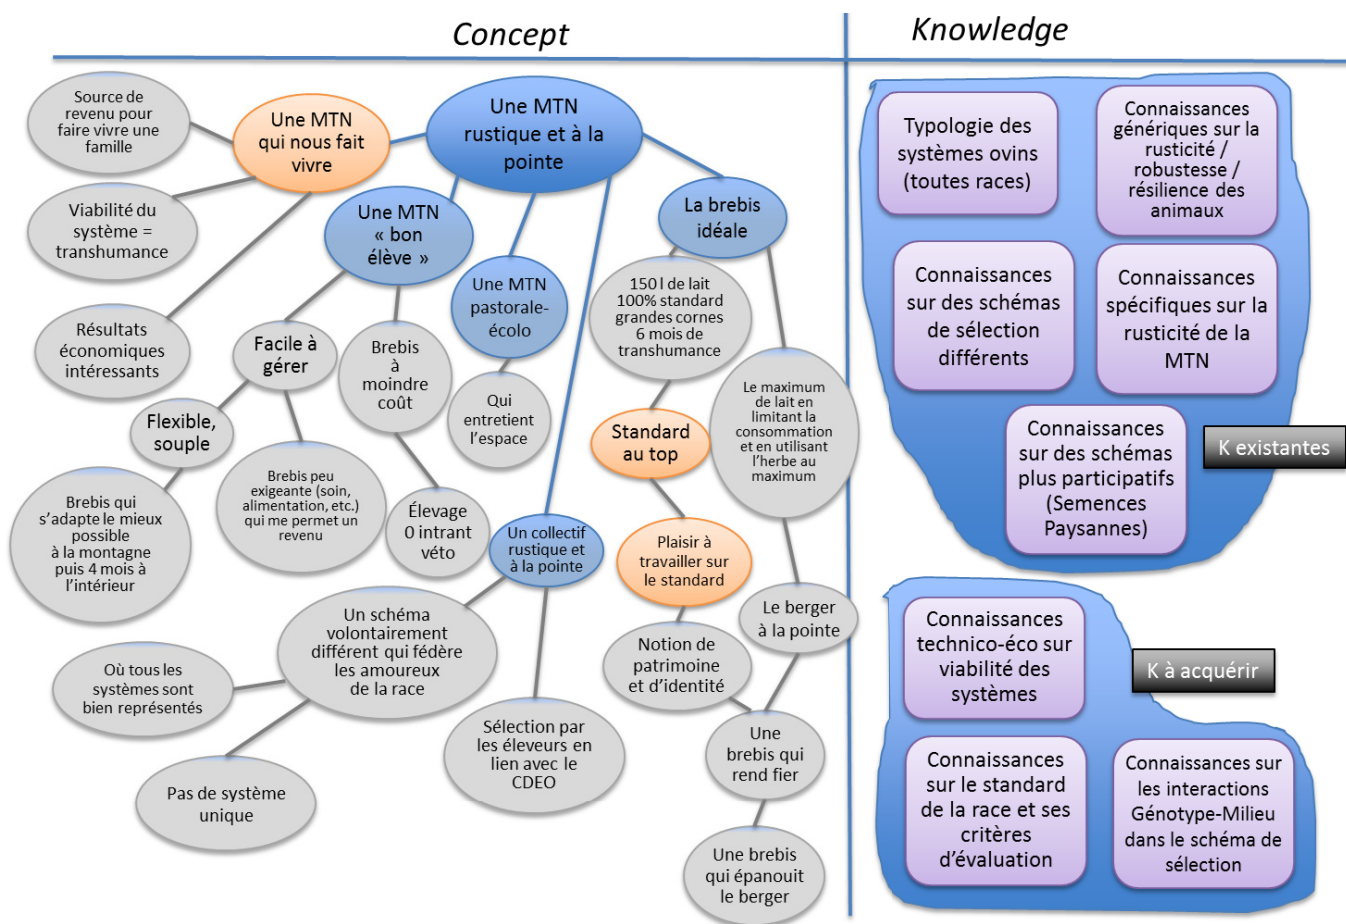 Concept
Knowledge
Source de
revenu pour
faire vivre une
famille
Une MTN
qui nous fait
vivre
Une MTN
rustique et à la
pointe
Viabilité du
système =
transhumance
Une MTN
« bon
élève »
La brebis
idéale
Résultats
économiques
intéressants
Facile à
gérer
Brebis
à
moindre
coût
Une MTN
pastorale-
écolo
150 l de lait
100% standard
grandes cornes
6 mois de
transhumance
Flexible,
souple
Qui
entretient
l’espace
Standard
au top
Le maximum
de lait en
limitant la
consommation
et en utilisant
l’herbe au
maximum
Brebis qui
s’adapte le mieux
possible
à la montagne
puis 4 mois à
l’intérieur
Brebis peu
exigeante (soin,
alimentation, etc.)
qui me permet un
revenu
Élevage
0 intrant
véto
Un collectif
rustique et
à la pointe
Plaisir à
travailler sur
le standard
Un schéma
volontairement
différent qui fédère
les amoureux
de la race
Le berger
à la pointe
Où tous les
systèmes sont
bien représentés
Notion de
patrimoine
et d’identité
Pas de système
unique
Sélection par
les éleveurs en
lien avec le
CDEO
Une
brebis qui
rend fier
Une brebis
qui épanouit
le berger
Typologie des
systèmes ovins
(toutes races)
Connaissances
génériques sur la
rusticité /
robustesse /
résilience des
animaux
Connaissances
sur des schémas
de sélection
différents
Connaissances
spécifiques sur la
rusticité de la
MTN
Connaissances
sur des schémas
plus participatifs
(Semences
Paysannes)
K existantes
Connaissances
technico-éco sur
viabilité des
systèmes
K à acquérir
Connaissances
sur le standard
de la race et ses
critères
d’évaluation
Connaissances sur
les interactions
Génotype-Milieu
dans le schéma de
sélection